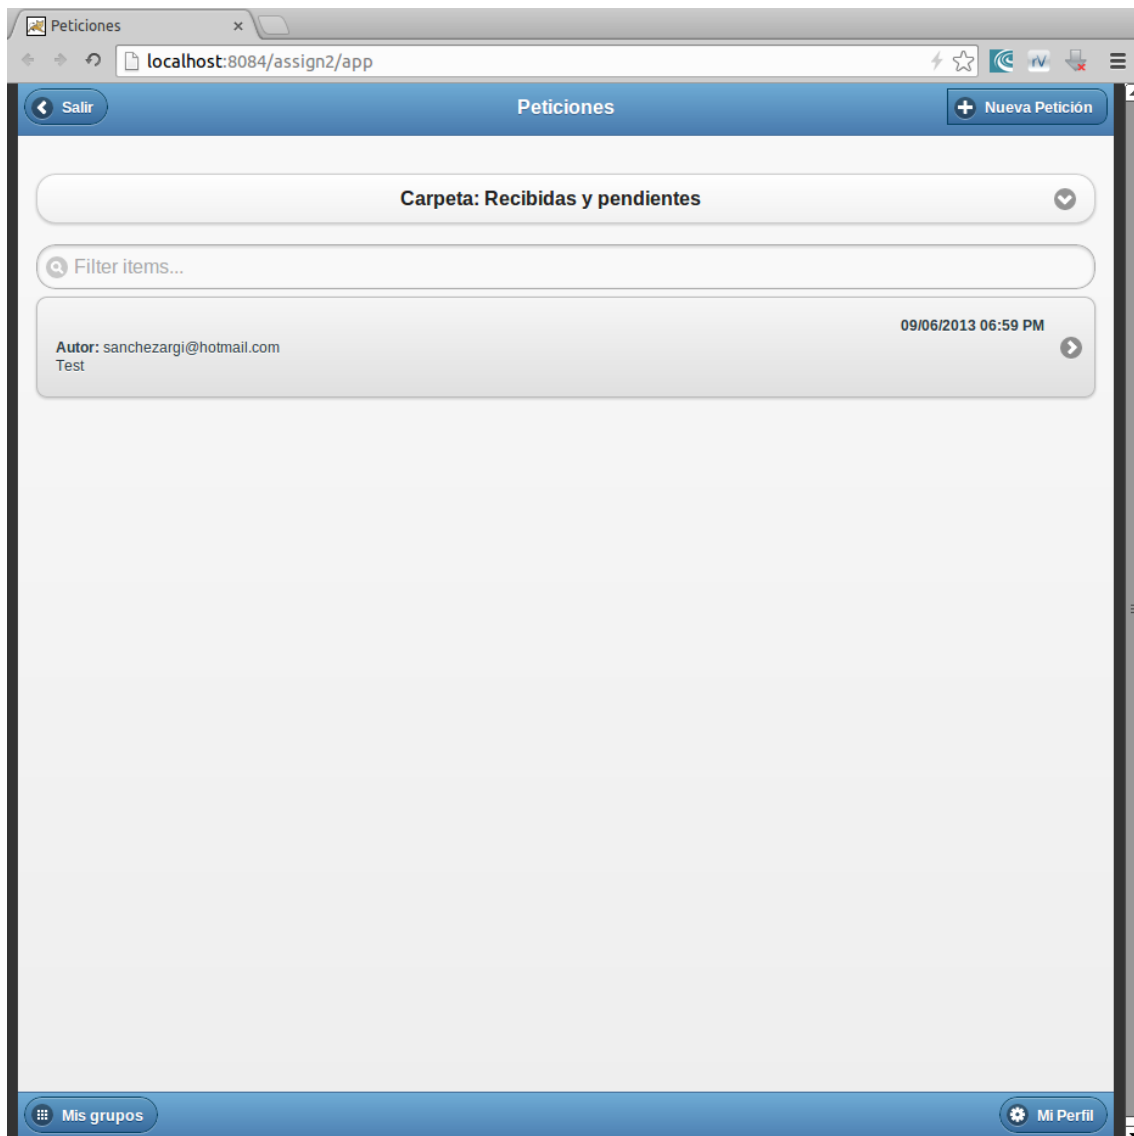 Peticiones
localhost:8084/assign2/app
Salir
Peticiones
Nueva Petición
Carpeta: Recibidas y pendientes
Filter items...
09/06/2013 06:59 PM
Autor: sanchezargi@hotmail.com
Test
Mis grupos
Mi Perfil